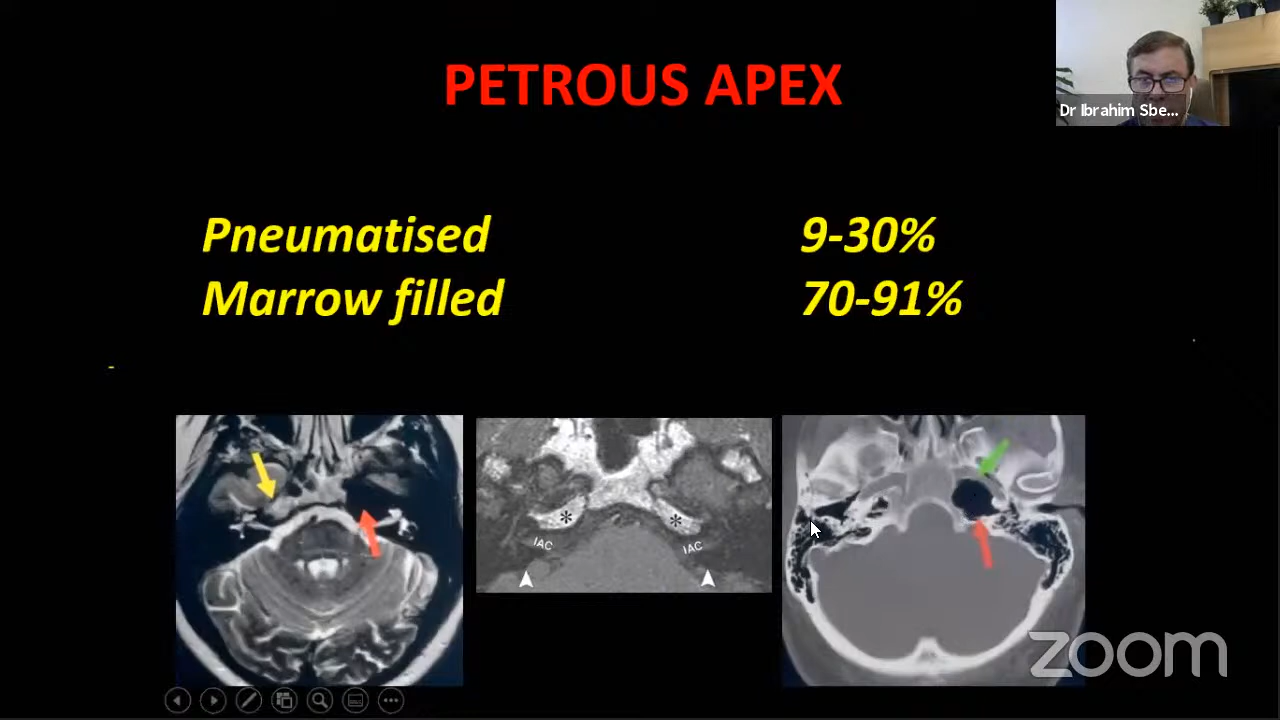 PETROUS APEX
Dr Ibrahim Sbe...
Pneumatised 9-30%
Marrow filled 70-91%
-
* *
IAC IAC
zoom